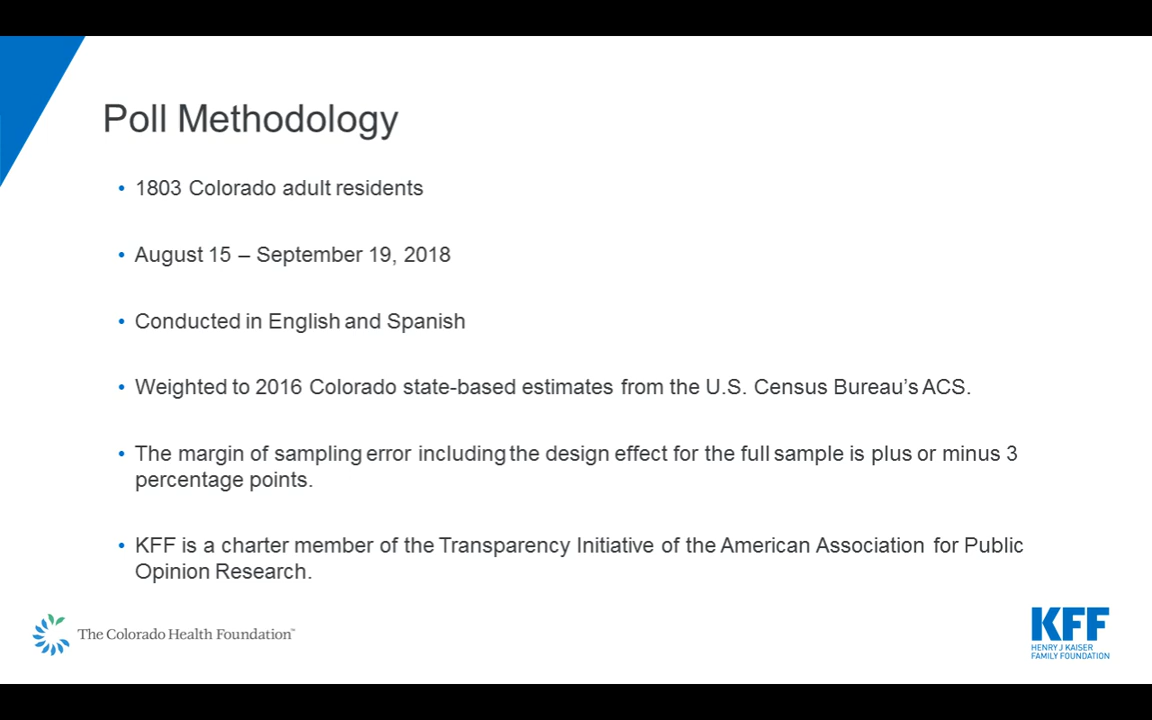 Poll Methodology
• 1803 Colorado adult residents
• August 15 – September 19, 2018
• Conducted in English and Spanish
• Weighted to 2016 Colorado state-based estimates from the U.S. Census Bureau’s ACS.
• The margin of sampling error including the design effect for the full sample is plus or minus 3
percentage points.
• KFF is a charter member of the Transparency Initiative of the American Association for Public
Opinion Research.
The Colorado Health Foundation™
KFF
HENRY J KAISER
FAMILY FOUNDATION